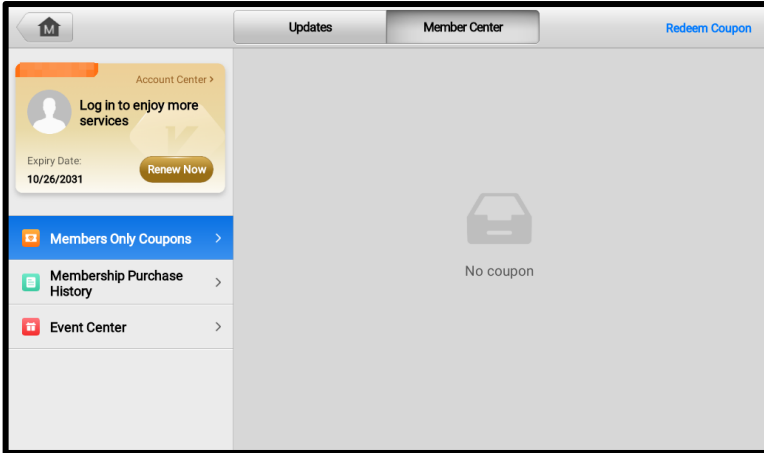 M
Updates
Member Center
Redeem Coupon
Account Center >
Log in to enjoy more
services
V
Expiry Date:
10/26/2031
Renew Now
Members Only Coupons
Membership Purchase
History
Event Center
No coupon